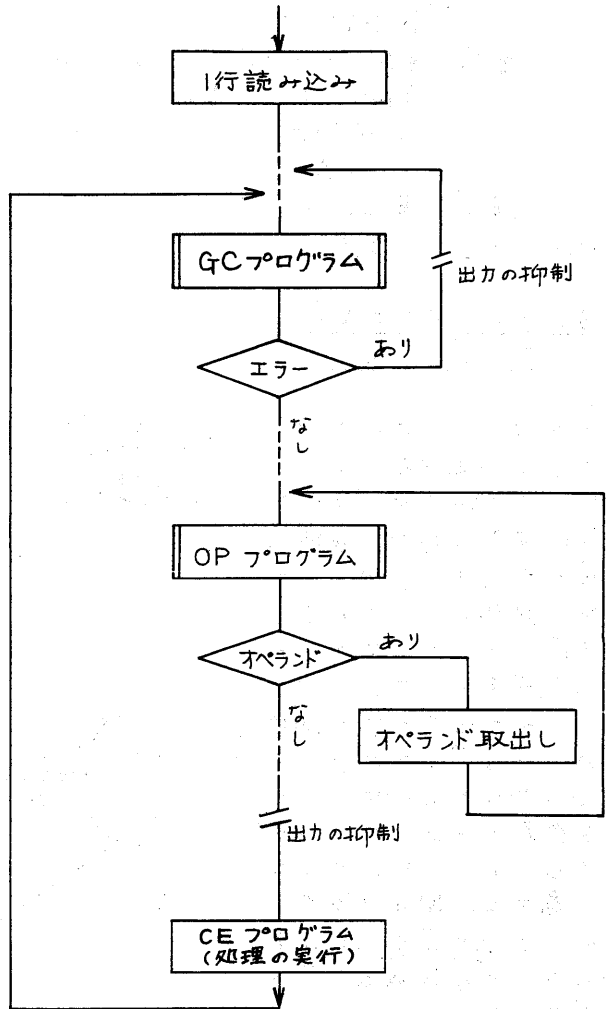 1行読み込み
GCプログラム
出力の抑制
エラー
あり
なし
OP プログラム
オペランド
あり
なし
オペランド取出し
出力の抑制
CE プログラム
(処理の実行)